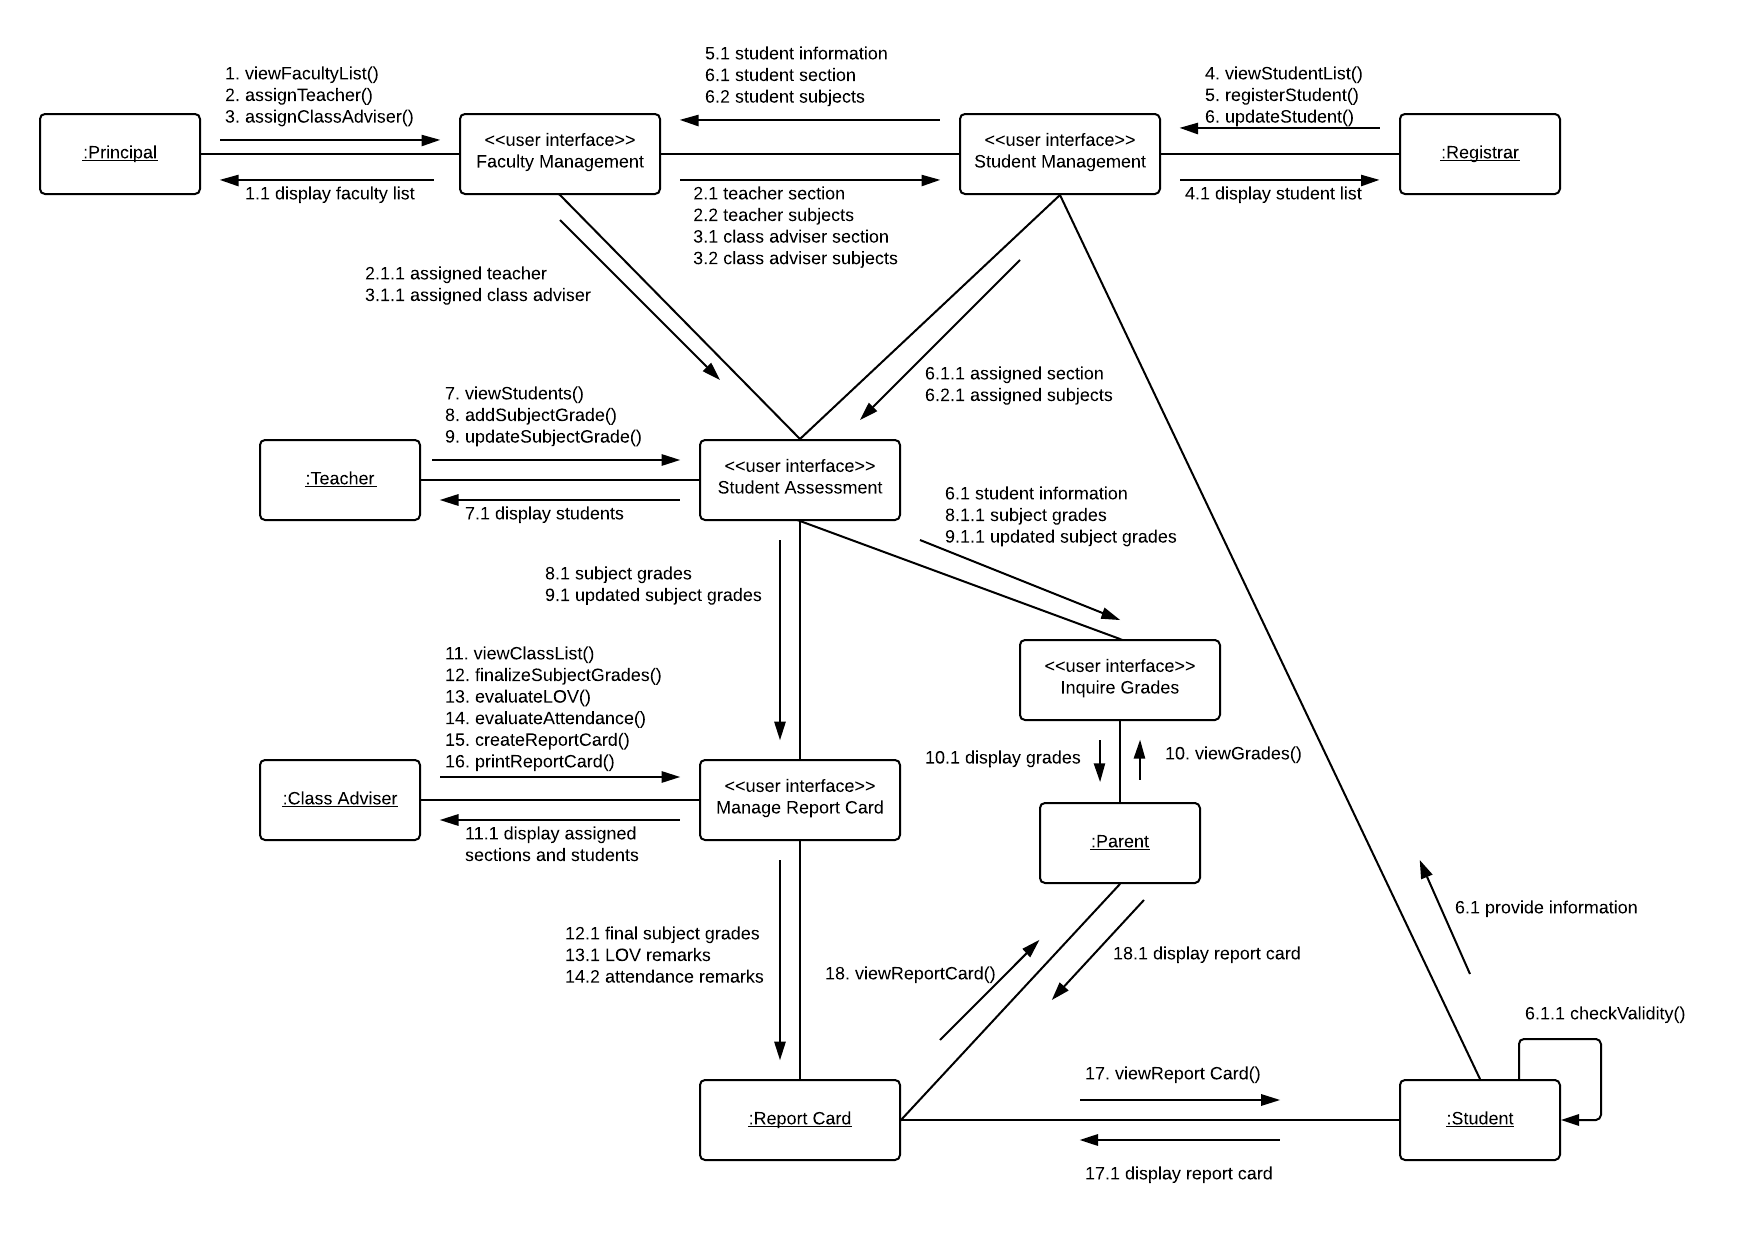 5.1 student information
6.1 student section
6.2 student subjects
1. viewFacultyList()
2. assignTeacher()
3. assignClassAdviser()
4. viewStudentList()
5. registerStudent()
6. updateStudent()
:Principal
<<user interface>>
Faculty Management
<<user interface>>
Student Management
:Registrar
1.1 display faculty list
2.1 teacher section
2.2 teacher subjects
3.1 class adviser section
3.2 class adviser subjects
4.1 display student list
2.1.1 assigned teacher
3.1.1 assigned class adviser
6.1.1 assigned section
6.2.1 assigned subjects
7. viewStudents()
8. addSubjectGrade()
9. updateSubjectGrade()
:Teacher
<<user interface>>
Student Assessment
7.1 display students
6.1 student information
8.1.1 subject grades
9.1.1 updated subject grades
8.1 subject grades
9.1 updated subject grades
11. viewClassList()
12. finalizeSubjectGrades()
13. evaluateLOV()
14. evaluateAttendance()
15. createReportCard()
16. printReportCard()
<<user interface>>
Inquire Grades
10.1 display grades
10. viewGrades()
:Class Adviser
<<user interface>>
Manage Report Card
:Parent
11.1 display assigned
sections and students
6.1 provide information
12.1 final subject grades
13.1 LOV remarks
14.2 attendance remarks
18. viewReportCard()
18.1 display report card
6.1.1 checkValidity()
17. viewReport Card()
:Report Card
:Student
17.1 display report card